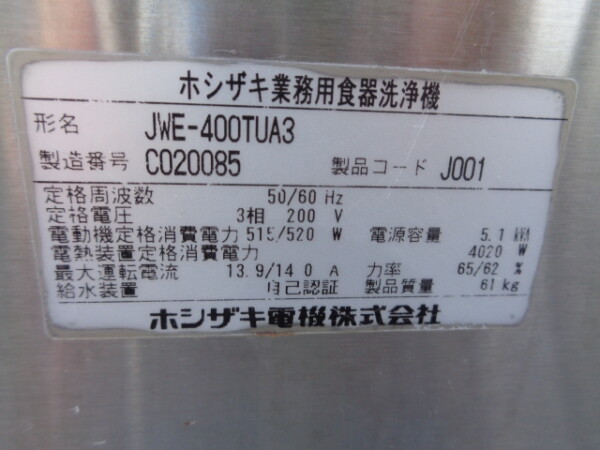 ホシザキ業務用食器洗浄機
形名 JWE-400TUA3
製造番号 C020085 製品コード J001
定格周波数 50/60 Hz
定格電圧 3相 200 V
電動機定格消費電力 515/520 W 電源容量 5.1 kVA
電熱装置定格消費電力 4020 W
最大運転電流 13.9/14.0 A 力率 65/62 %
給水装置 自己認証 製品質量 61 kg
ホシザキ電機株式会社